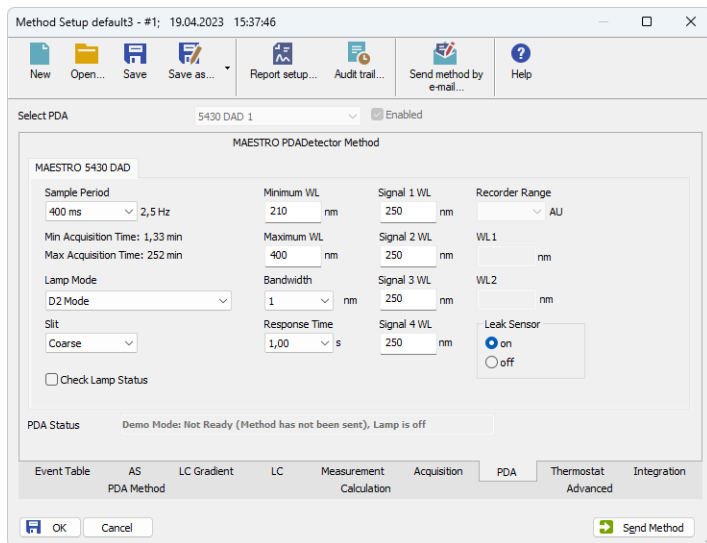 Method Setup default3 - #1; 19.04.2023 15:37:46
New Open... Save Save as... Report setup... Audit trail... Send method by e-mail... Help
Select PDA 5430 DAD 1 Enabled
MAESTRO PDADetector Method
MAESTRO 5430 DAD
Sample Period Minimum WL Signal 1 WL Recorder Range
400 ms 2,5 Hz 210 nm 250 nm AU
Min Acquisition Time: 1,33 min Maximum WL Signal 2 WL WL1
Max Acquisition Time: 252 min 400 nm 250 nm nm
Lamp Mode Bandwidth Signal 3 WL WL2
D2 Mode 1 nm 250 nm nm
Slit Response Time Signal 4 WL Leak Sensor
Coarse 1,00 s 250 nm on
off
Check Lamp Status
PDA Status Demo Mode: Not Ready (Method has not been sent), Lamp is off
Event Table AS LC Gradient LC Measurement Acquisition PDA Thermostat Integration
PDA Method Calculation Advanced
OK Cancel Send Method